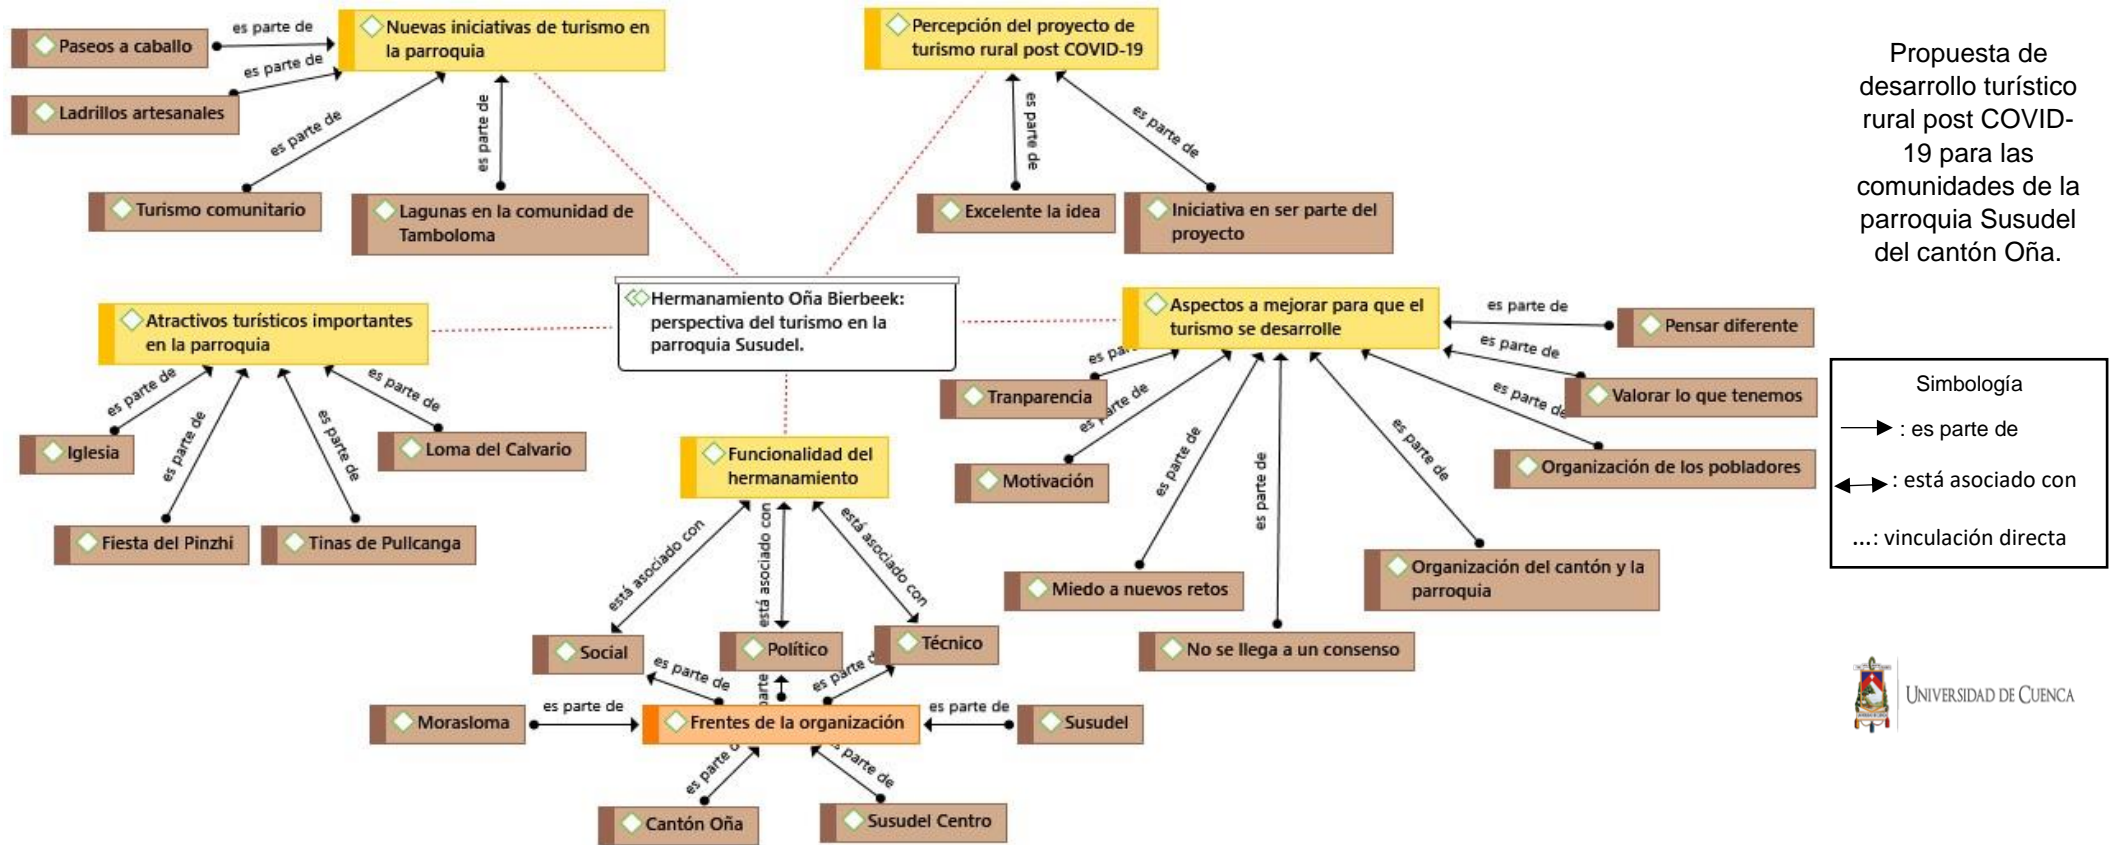 Paseos a caballo
es parte de
Nuevas iniciativas de turismo en
la parroquia
es parte de
Ladrillos artesanales
es parte de
es parte de
Turismo comunitario
Lagunas en la comunidad de
Tamboloma
Percepción del proyecto de
turismo rural post COVID-19
es parte de
es parte de
Excelente la idea
Iniciativa en ser parte del
proyecto
Propuesta de
desarrollo turístico
rural post COVID-
19 para las
comunidades de la
parroquia Susudel
del cantón Oña.
Hermanamiento Oña Bierbeek:
perspectiva del turismo en la
parroquia Susudel.
Atractivos turísticos importantes
en la parroquia
es parte de
es parte de
es parte de
es parte de
Iglesia
Loma del Calvario
Fiesta del Pinzhi
Tinas de Pullcanga
Aspectos a mejorar para que el
turismo se desarrolle
es parte de
Pensar diferente
es parte de
Valorar lo que tenemos
es parte de
Organización de los pobladores
es par
Tranparencia
es parte de
Motivación
es parte de
Miedo a nuevos retos
es parte de
No se llega a un consenso
es parte de
Organización del cantón y la
parroquia
Funcionalidad del
hermanamiento
está asociado con
está asociado con
está asociado con
Social
Político
Técnico
es parte de
parte
es parte d
Morasloma
es parte de
Frentes de la organización
es parte de
Susudel
es parte
es parte de
Cantón Oña
Susudel Centro
Simbología
: es parte de
: está asociado con
...: vinculación directa
UNIVERSIDAD DE CUENCA